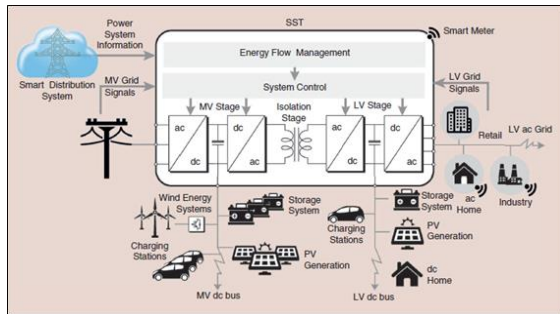 SST
Power
System
Information
Smart Meter
Energy Flow Management
Smart Distribution
System
MV Grid
Signals
System Control
LV Grid
Signals
MV Stage
Isolation
Stage
LV Stage
ac
dc
dc
ac
ac
dc
dc
ac
Retail
LV ac Grid
ac
Home
Industry
Wind Energy
Systems
Storage
System
Charging
Stations
Storage
System
Charging
Stations
PV
Generation
PV
Generation
dc
Home
MV dc bus
LV dc bus